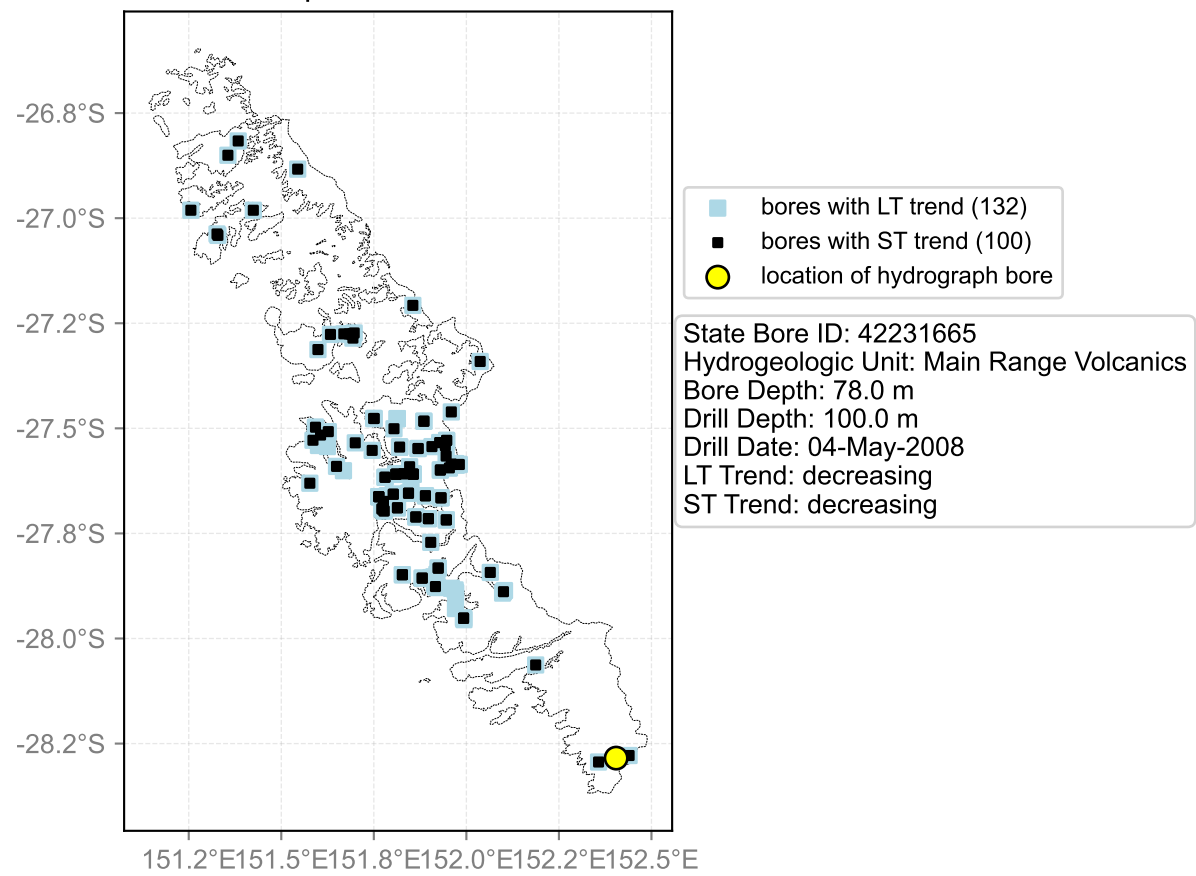 -26.8°S
-27.0°S
-27.2°S
-27.5°S
-27.8°S
-28.0°S
-28.2°S
151.2°E151.5°E151.8°E152.0°E152.2°E152.5°E
bores with LT trend (132)
bores with ST trend (100)
location of hydrograph bore
State Bore ID: 42231665
Hydrogeologic Unit: Main Range Volcanics
Bore Depth: 78.0 m
Drill Depth: 100.0 m
Drill Date: 04-May-2008
LT Trend: decreasing
ST Trend: decreasing